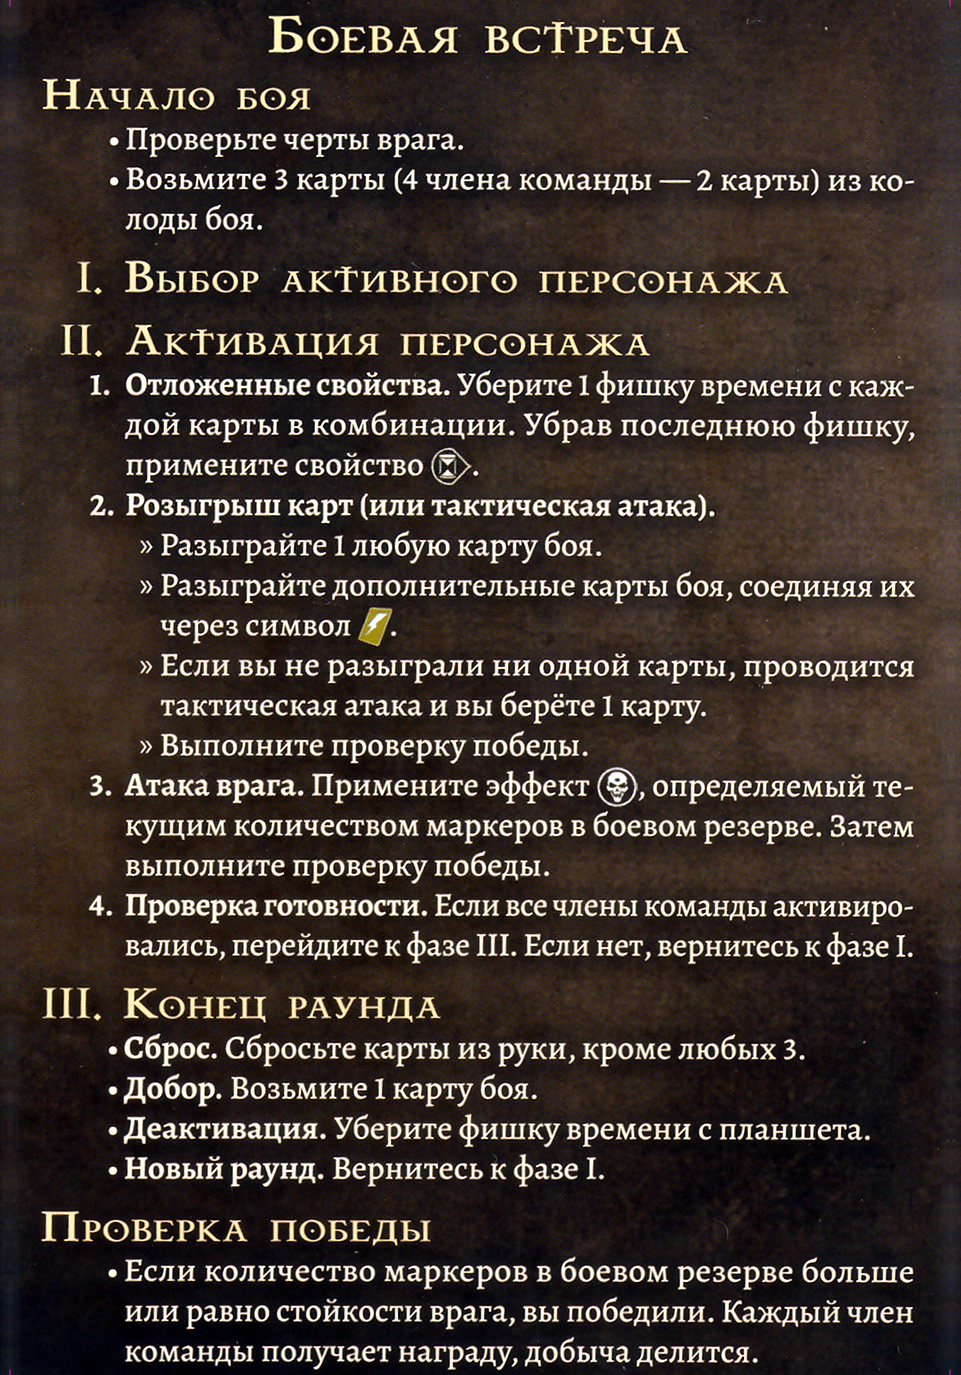 Боевая встреча
Начало боя
• Проверьте черты врага.
• Возьмите 3 карты (4 члена команды — 2 карты) из ко-
лоды боя.
I. Выбор активного персонажа
II. Активация персонажа
1. Отложенные свойства. Уберите 1 фишку времени с каж-
дой карты в комбинации. Убрав последнюю фишку,
примените свойство .
2. Розыгрыш карт (или тактическая атака).
» Разыграйте 1 любую карту боя.
» Разыграйте дополнительные карты боя, соединяя их
через символ .
» Если вы не разыграли ни одной карты, проводится
тактическая атака и вы берёте 1 карту.
» Выполните проверку победы.
3. Атака врага. Примените эффект , определяемый те-
кущим количеством маркеров в боевом резерве. Затем
выполните проверку победы.
4. Проверка готовности. Если все члены команды активиро-
вались, перейдите к фазе III. Если нет, вернитесь к фазе I.
III. Конец раунда
• Сброс. Сбросьте карты из руки, кроме любых 3.
• Добор. Возьмите 1 карту боя.
• Деактивация. Уберите фишку времени с планшета.
• Новый раунд. Вернитесь к фазе I.
Проверка победы
• Если количество маркеров в боевом резерве больше
или равно стойкости врага, вы победили. Каждый член
команды получает награду, добыча делится.